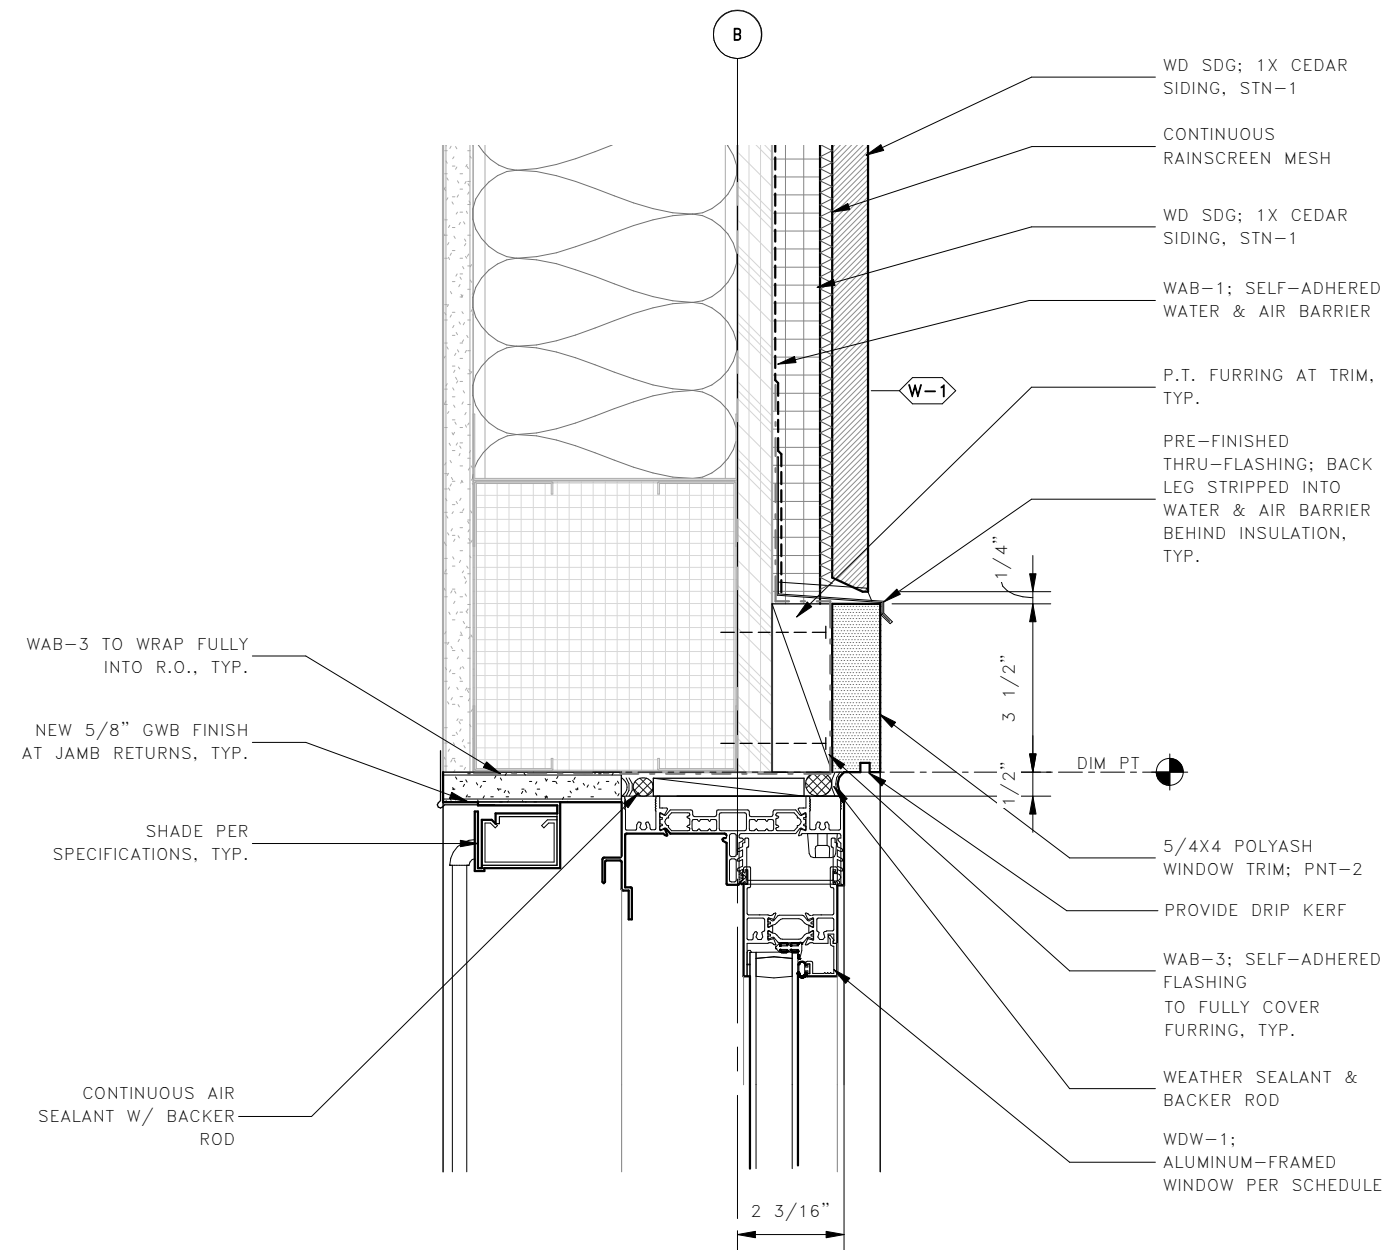 B
WD SDG; 1X CEDAR
SIDING, STN-1
CONTINUOUS
RAINSCREEN MESH
WD SDG; 1X CEDAR
SIDING, STN-1
WAB-1; SELF-ADHERED
WATER & AIR BARRIER
P.T. FURRING AT TRIM,
TYP.
W-1
PRE-FINISHED
THRU-FLASHING; BACK
LEG STRIPPED INTO
WATER & AIR BARRIER
BEHIND INSULATION,
TYP.
1/4"
3 1/2"
1/2"
DIM PT
WAB-3 TO WRAP FULLY
INTO R.O., TYP.
NEW 5/8" GWB FINISH
AT JAMB RETURNS, TYP.
SHADE PER
SPECIFICATIONS, TYP.
CONTINUOUS AIR
SEALANT W/ BACKER
ROD
5/4X4 POLYASH
WINDOW TRIM; PNT-2
PROVIDE DRIP KERF
WAB-3; SELF-ADHERED
FLASHING
TO FULLY COVER
FURRING, TYP.
WEATHER SEALANT &
BACKER ROD
WDW-1;
ALUMINUM-FRAMED
WINDOW PER SCHEDULE
2 3/16"